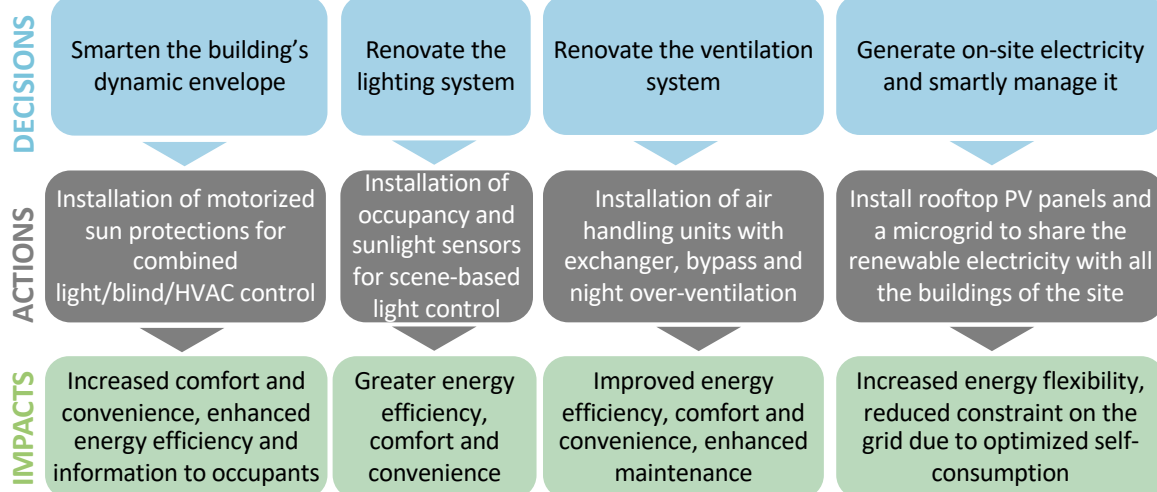 DECISIONS
Smarten the building's
dynamic envelope
Renovate the
lighting system
Renovate the ventilation
system
Generate on-site electricity
and smartly manage it
ACTIONS
Installation of motorized
sun protections for
combined
light/blind/HVAC control
Installation of
occupancy and
sunlight sensors
for scene-based
light control
Installation of air
handling units with
exchanger, bypass and
night over-ventilation
Install rooftop PV panels and
a microgrid to share the
renewable electricity with all
the buildings of the site
IMPACTS
Increased comfort and
convenience, enhanced
energy efficiency and
information to occupants
Greater energy
efficiency,
comfort and
convenience
Improved energy
efficiency, comfort and
convenience, enhanced
maintenance
Increased energy flexibility,
reduced constraint on the
grid due to optimized self-
consumption